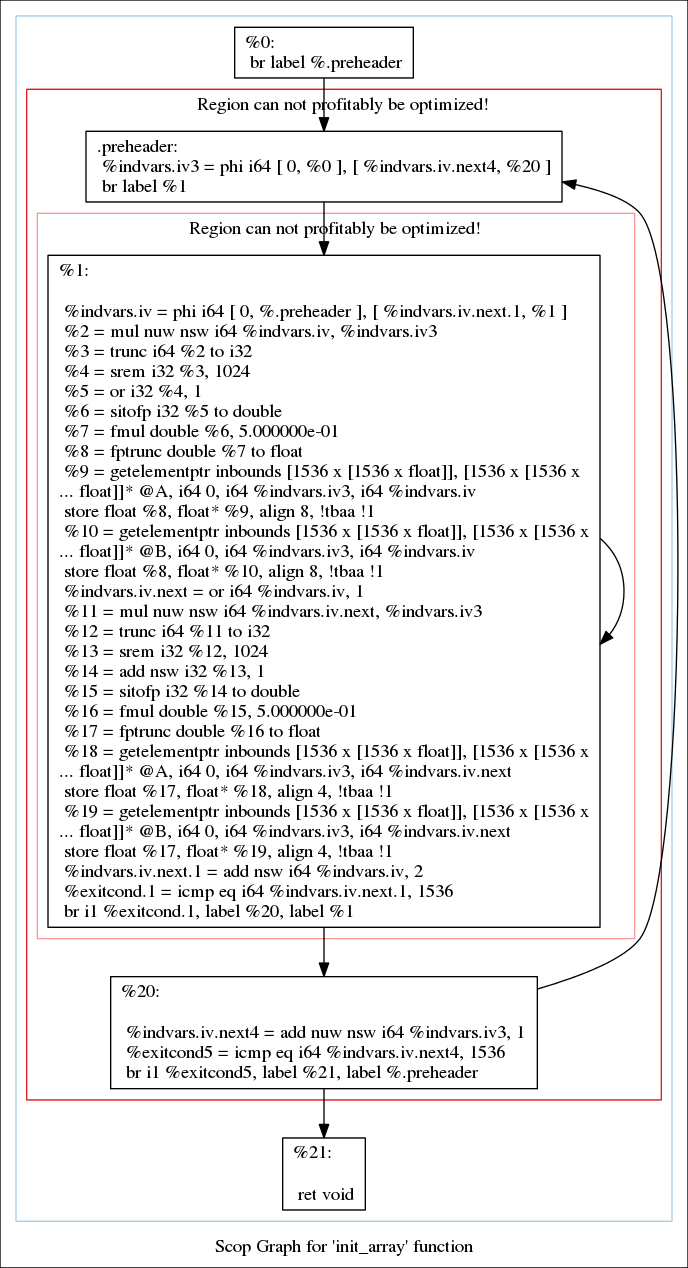 %0:
br label %.preheader
Region can not profitably be optimized!
.preheader:
%indvars.iv3 = phi i64 [ 0, %0 ], [ %indvars.iv.next4, %20 ]
br label %1
Region can not profitably be optimized!
%1:
%indvars.iv = phi i64 [ 0, %.preheader ], [ %indvars.iv.next.1, %1 ]
%2 = mul nuw nsw i64 %indvars.iv, %indvars.iv3
%3 = trunc i64 %2 to i32
%4 = srem i32 %3, 1024
%5 = or i32 %4, 1
%6 = sitofp i32 %5 to double
%7 = fmul double %6, 5.000000e-01
%8 = fptrunc double %7 to float
%9 = getelementptr inbounds [1536 x [1536 x float]], [1536 x [1536 x
... float]]* @A, i64 0, i64 %indvars.iv3, i64 %indvars.iv
store float %8, float* %9, align 8, !tbaa !1
%10 = getelementptr inbounds [1536 x [1536 x float]], [1536 x [1536 x
... float]]* @B, i64 0, i64 %indvars.iv3, i64 %indvars.iv
store float %8, float* %10, align 8, !tbaa !1
%indvars.iv.next = or i64 %indvars.iv, 1
%11 = mul nuw nsw i64 %indvars.iv.next, %indvars.iv3
%12 = trunc i64 %11 to i32
%13 = srem i32 %12, 1024
%14 = add nsw i32 %13, 1
%15 = sitofp i32 %14 to double
%16 = fmul double %15, 5.000000e-01
%17 = fptrunc double %16 to float
%18 = getelementptr inbounds [1536 x [1536 x float]], [1536 x [1536 x
... float]]* @A, i64 0, i64 %indvars.iv3, i64 %indvars.iv.next
store float %17, float* %18, align 4, !tbaa !1
%19 = getelementptr inbounds [1536 x [1536 x float]], [1536 x [1536 x
... float]]* @B, i64 0, i64 %indvars.iv3, i64 %indvars.iv.next
store float %17, float* %19, align 4, !tbaa !1
%indvars.iv.next.1 = add nsw i64 %indvars.iv, 2
%exitcond.1 = icmp eq i64 %indvars.iv.next.1, 1536
br i1 %exitcond.1, label %20, label %1
%20:
%indvars.iv.next4 = add nuw nsw i64 %indvars.iv3, 1
%exitcond5 = icmp eq i64 %indvars.iv.next4, 1536
br i1 %exitcond5, label %21, label %.preheader
%21:
ret void
Scop Graph for 'init_array' function